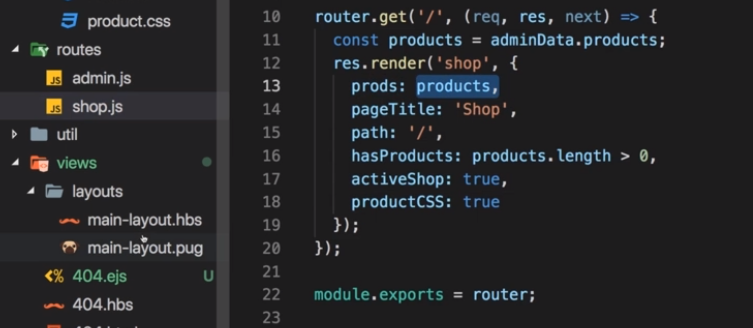 product.css
routes
admin.js
shop.js
util
views
layouts
main-layout.hbs
main-layout.pug
404.ejs U
404.hbs
10 router.get('/', (req, res, next) => {
11 const products = adminData.products;
12 res.render('shop', {
13 prods: products,
14 pageTitle: 'Shop',
15 path: '/',
16 hasProducts: products.length > 0,
17 activeShop: true,
18 productCSS: true
19 });
20 });
21
22 module.exports = router;
23